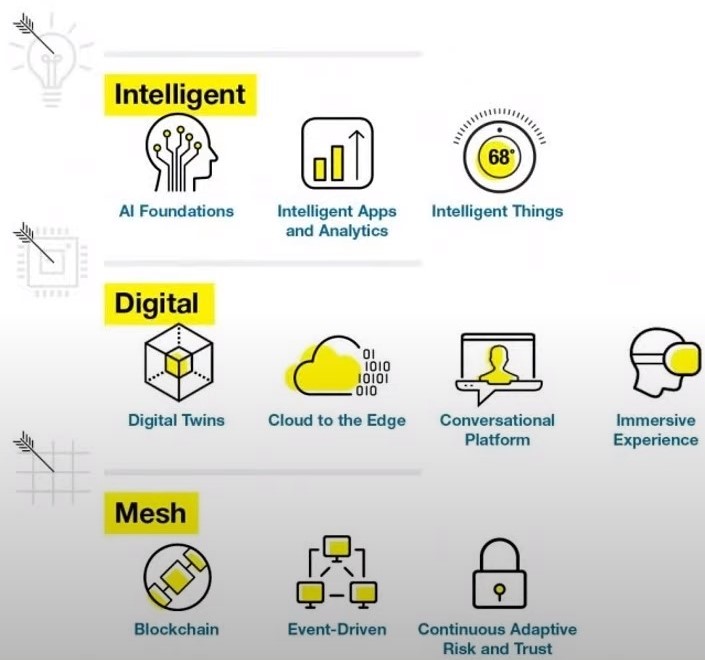 Intelligent
68°
AI Foundations
Intelligent Apps
and Analytics
Intelligent Things
Digital
01
1010
10101
010
Digital Twins
Cloud to the Edge
Conversational
Platform
Immersive
Experience
Mesh
Blockchain
Event-Driven
Continuous Adaptive
Risk and Trust